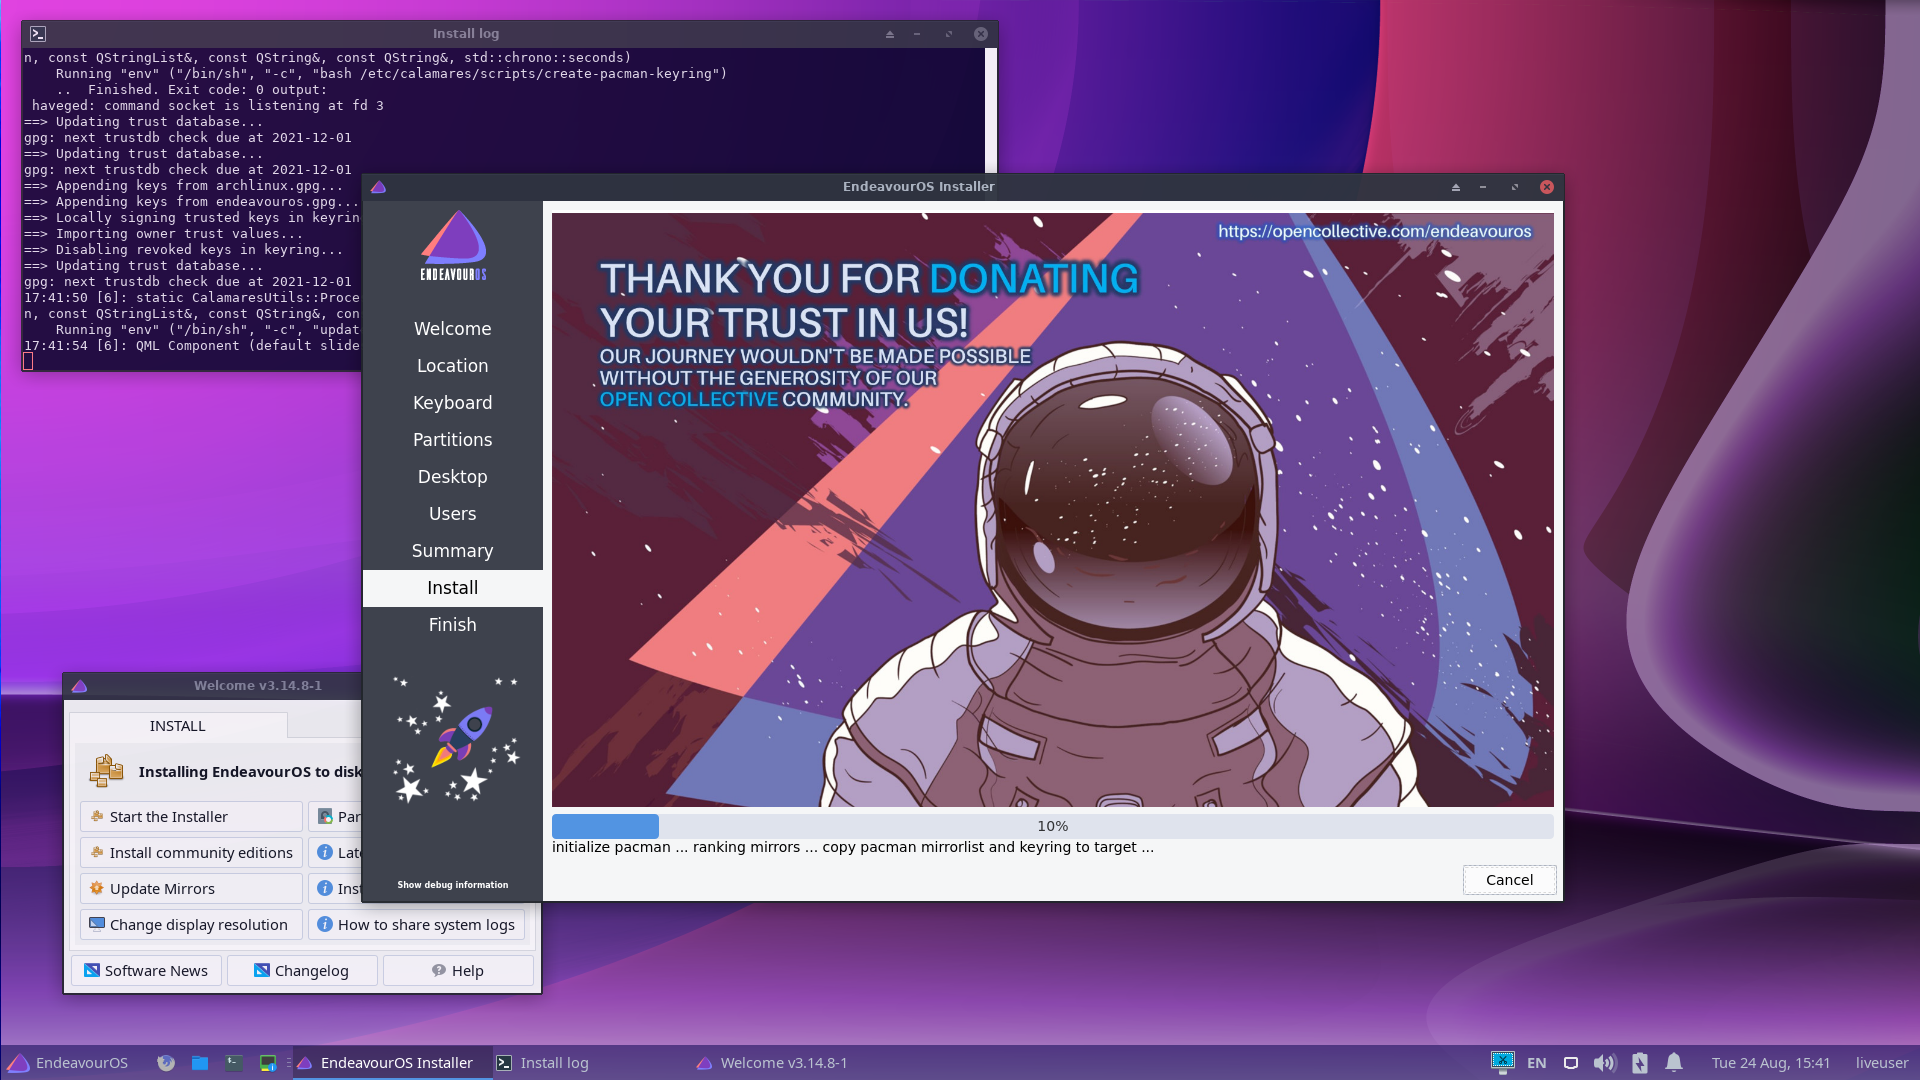 Install log
n, const QStringList&, const QString&, const QString&, std::chrono::seconds)
Running "env" ("/bin/sh", "-c", "bash /etc/calamares/scripts/create-pacman-keyring")
.. Finished. Exit code: 0 output:
haveged: command socket is listening at fd 3
==> Updating trust database...
gpg: next trustdb check due at 2021-12-01
==> Updating trust database...
gpg: next trustdb check due at 2021-12-01
==> Appending keys from archlinux.gpg...
==> Appending keys from endeavouros.gpg...
==> Locally signing trusted keys in keyrin
==> Importing owner trust values...
==> Disabling revoked keys in keyring...
==> Updating trust database...
gpg: next trustdb check due at 2021-12-01
17:41:50 [6]: static CalamaresUtils::Proce
n, const QStringList&, const QString&, con
Running "env" ("/bin/sh", "-c", "updat
17:41:54 [6]: QML Component (default slide
EndeavourOS Installer
ENDEAVOUROS
Welcome
Location
Keyboard
Partitions
Desktop
Users
Summary
Install
Finish
Show debug information
https://opencollective.com/endeavouros
THANK YOU FOR DONATING
YOUR TRUST IN US!
OUR JOURNEY WOULDN'T BE MADE POSSIBLE
WITHOUT THE GENEROSITY OF OUR
OPEN COLLECTIVE COMMUNITY.
10%
initialize pacman ... ranking mirrors ... copy pacman mirrorlist and keyring to target ...
Cancel
Welcome v3.14.8-1
INSTALL
Installing EndeavourOS to disk
Start the Installer
Par
Install community editions
Late
Update Mirrors
Inst
Change display resolution
How to share system logs
Software News
Changelog
Help
EndeavourOS
EndeavourOS Installer
Install log
Welcome v3.14.8-1
EN
Tue 24 Aug, 15:41
liveuser